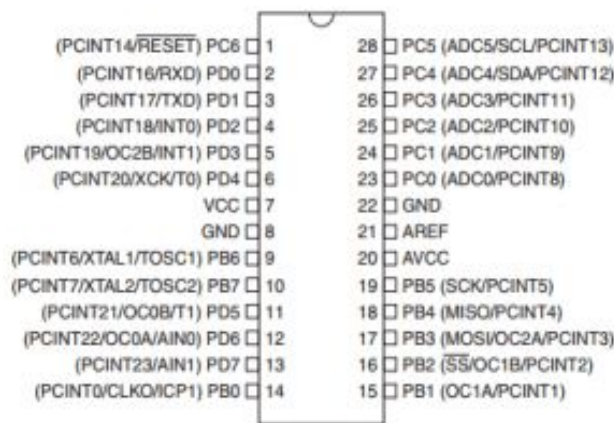 (PCINT14/RESET) PC6 1 28 PC5 (ADC5/SCL/PCINT13)
(PCINT16/RXD) PD0 2 27 PC4 (ADC4/SDA/PCINT12)
(PCINT17/TXD) PD1 3 26 PC3 (ADC3/PCINT11)
(PCINT18/INT0) PD2 4 25 PC2 (ADC2/PCINT10)
(PCINT19/OC2B/INT1) PD3 5 24 PC1 (ADC1/PCINT9)
(PCINT20/XCK/T0) PD4 6 23 PC0 (ADC0/PCINT8)
VCC 7 22 GND
GND 8 21 AREF
(PCINT6/XTAL1/TOSC1) PB6 9 20 AVCC
(PCINT7/XTAL2/TOSC2) PB7 10 19 PB5 (SCK/PCINT5)
(PCINT21/OC0B/T1) PD5 11 18 PB4 (MISO/PCINT4)
(PCINT22/OC0A/AIN0) PD6 12 17 PB3 (MOSI/OC2A/PCINT3)
(PCINT23/AIN1) PD7 13 16 PB2 (SS/OC1B/PCINT2)
(PCINT0/CLKO/ICP1) PB0 14 15 PB1 (OC1A/PCINT1)